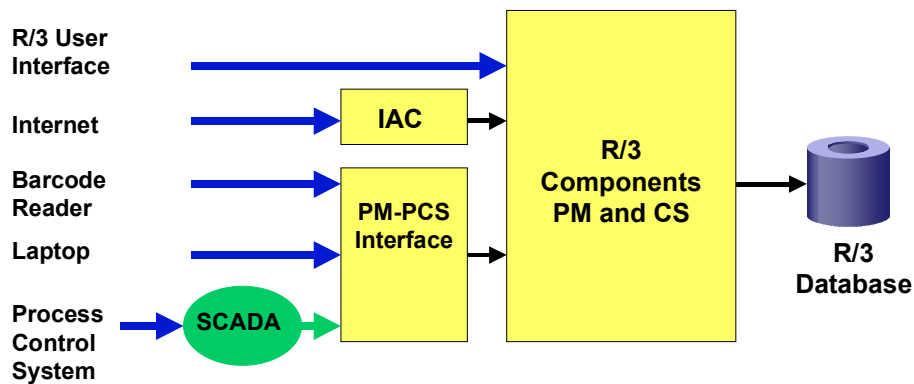 R/3 User
Interface
Internet
Barcode
Reader
Laptop
Process
Control
System
SCADA
IAC
PM-PCS
Interface
R/3
Components
PM and CS
R/3
Database